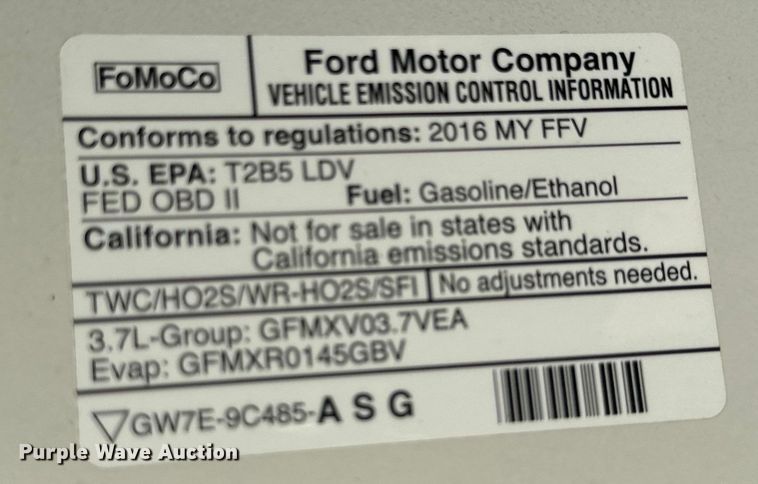 FoMoCo
Ford Motor Company
VEHICLE EMISSION CONTROL INFORMATION
Conforms to regulations: 2016 MY FFV
U.S. EPA: T2B5 LDV
FED OBD II Fuel: Gasoline/Ethanol
California: Not for sale in states with
California emissions standards.
TWC/HO2S/WR-HO2S/SFI No adjustments needed.
3.7L-Group: GFMXV03.7VEA
Evap: GFMXR0145GBV
GW7E-9C485-A S G
Purple Wave Auction